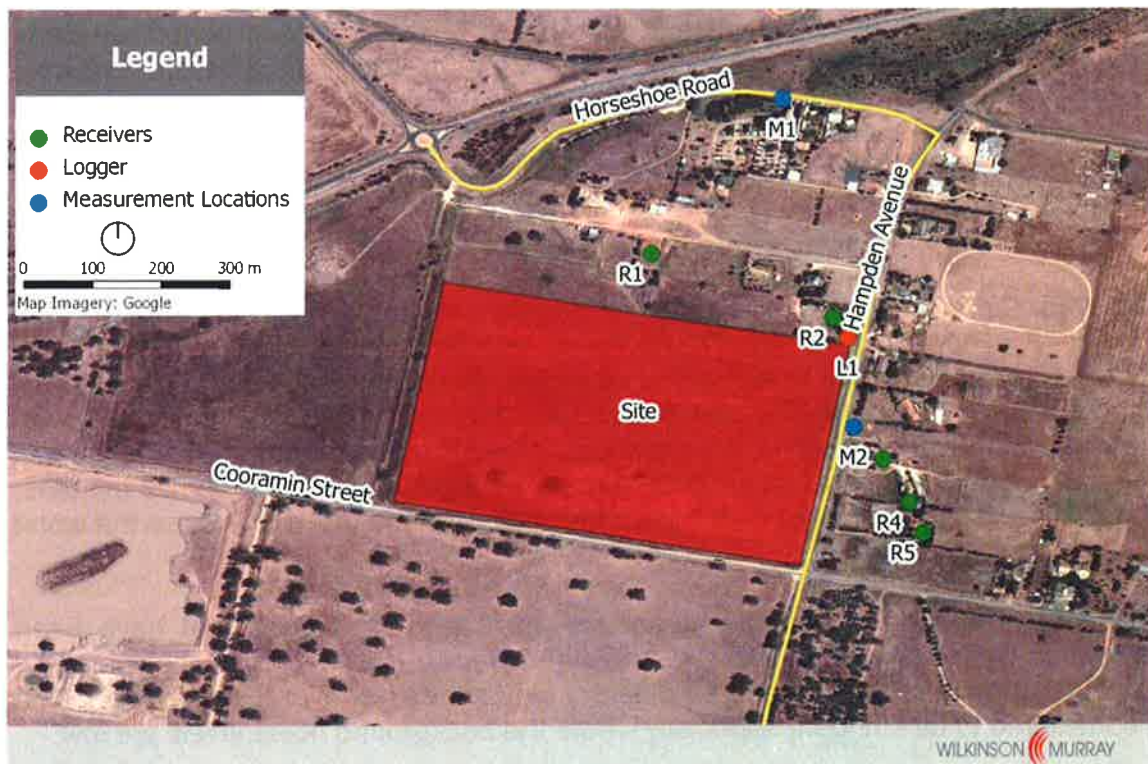 Legend
Receivers
Logger
Measurement Locations
0 100 200 300 m
Map Imagery: Google
Horseshoe Road
M1
Hampden Avenue
R1
R2
L1
Site
M2
Cooramin Street
R4
R5
WILKINSON MURRAY